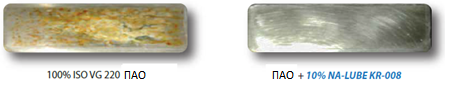 100% ISO VG 220 ПАО
ПАО + 10% NA-LUBE KR-008